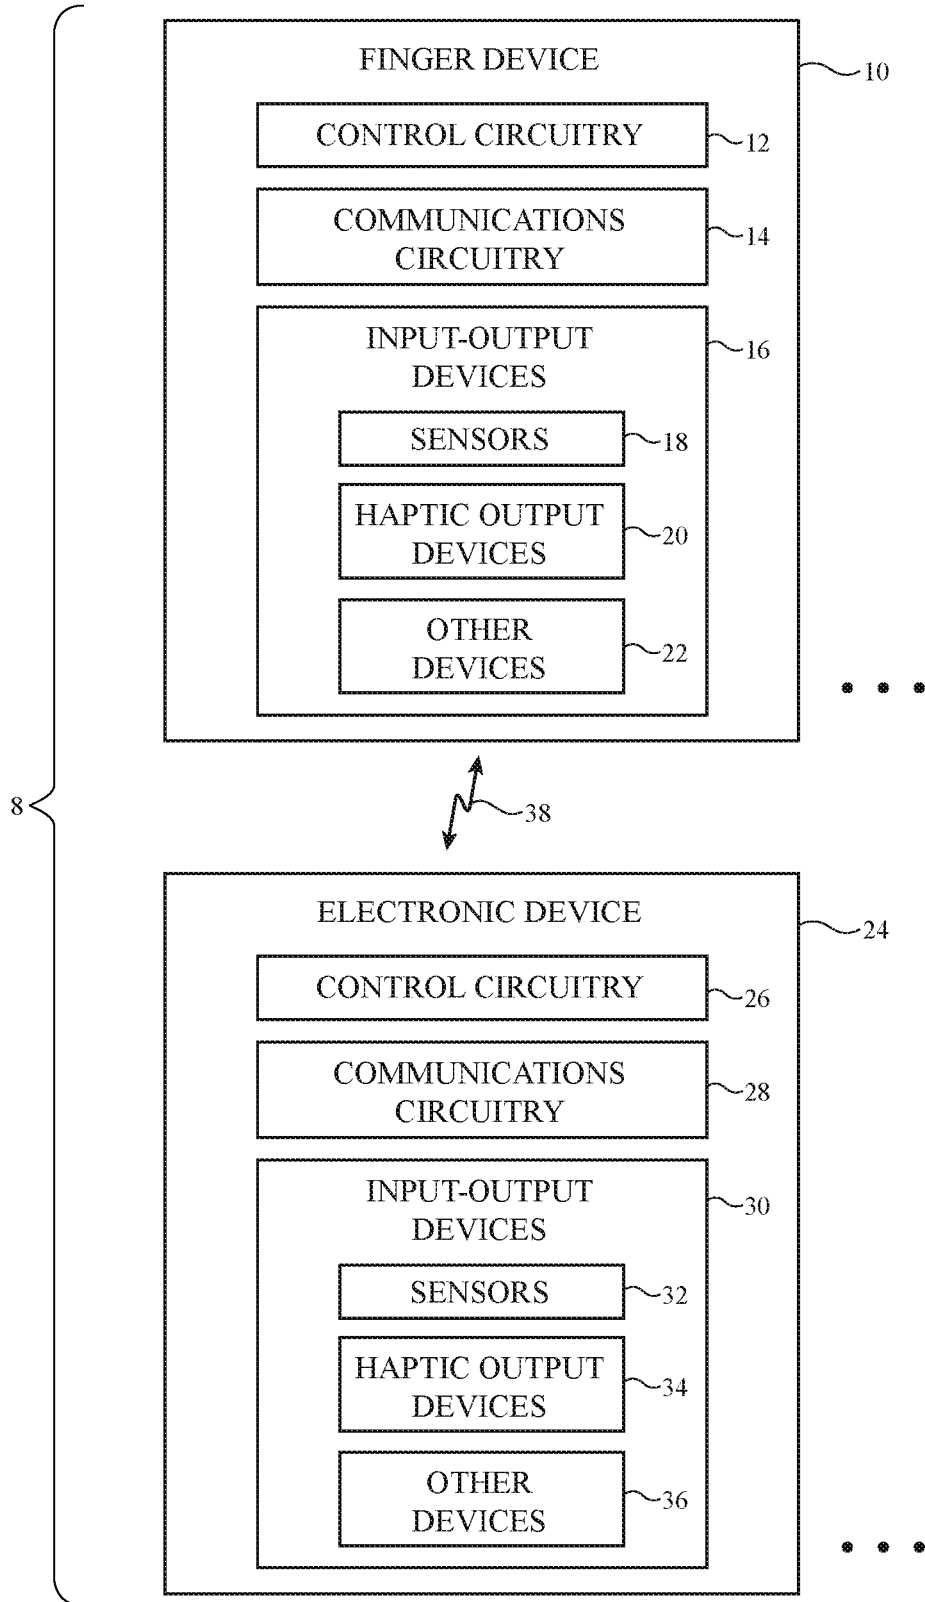 FINGER DEVICE
10
CONTROL CIRCUITRY
12
COMMUNICATIONS
CIRCUITRY
14
INPUT-OUTPUT
DEVICES
16
SENSORS
18
HAPTIC OUTPUT
DEVICES
20
OTHER
DEVICES
22
8
38
ELECTRONIC DEVICE
24
CONTROL CIRCUITRY
26
COMMUNICATIONS
CIRCUITRY
28
INPUT-OUTPUT
DEVICES
30
SENSORS
32
HAPTIC OUTPUT
DEVICES
34
OTHER
DEVICES
36